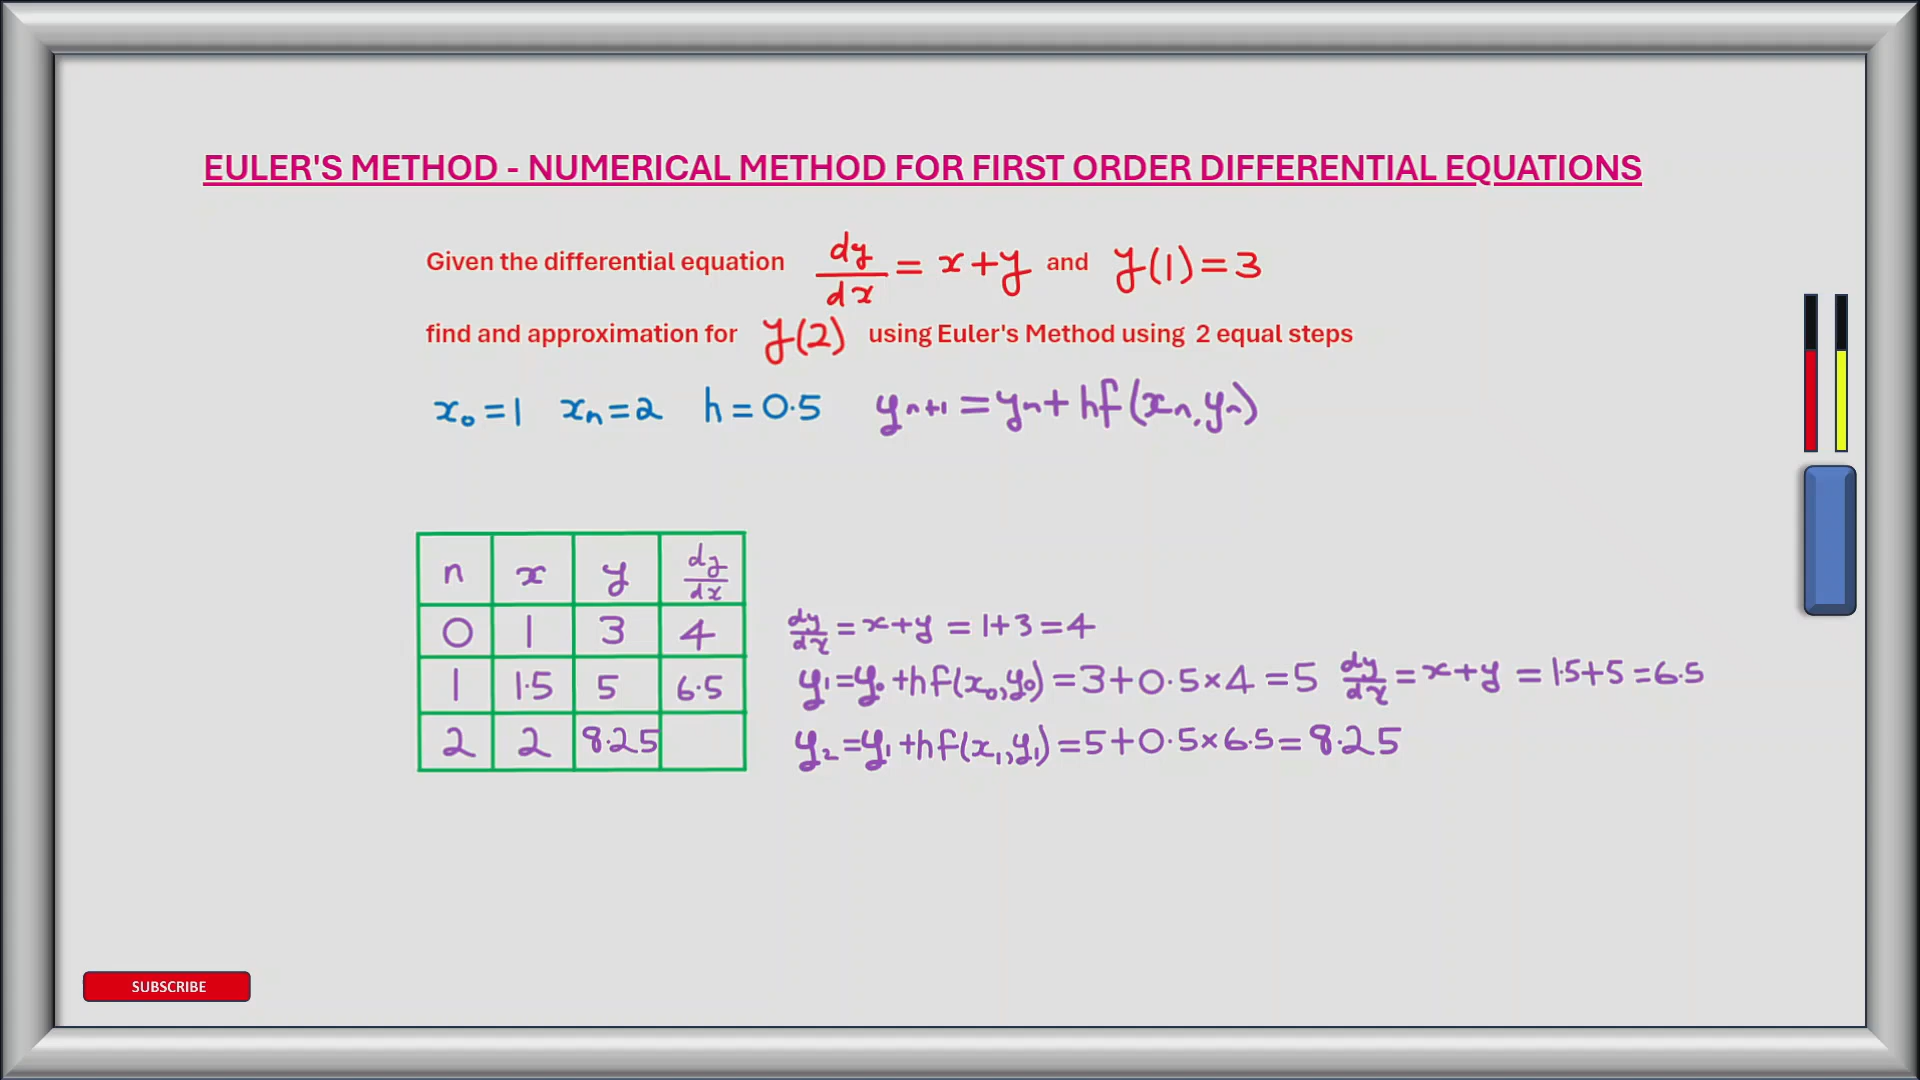 EULER'S METHOD - NUMERICAL METHOD FOR FIRST ORDER DIFFERENTIAL EQUATIONS
Given the differential equation dy/dx = x+y and y(1)=3
find and approximation for y(2) using Euler's Method using 2 equal steps
x₀=1 xₙ=2 h=0.5 yₙ₊₁=yₙ+hf(xₙ,yₙ)
n x y dy/dx
0 1 3 4 dy/dx=x+y=1+3=4
1 1.5 5 6.5 y₁=y₀+hf(x₀,y₀)=3+0.5×4=5 dy/dx=x+y=1.5+5=6.5
2 2 8.25 y₂=y₁+hf(x₁,y₁)=5+0.5×6.5=8.25
SUBSCRIBE